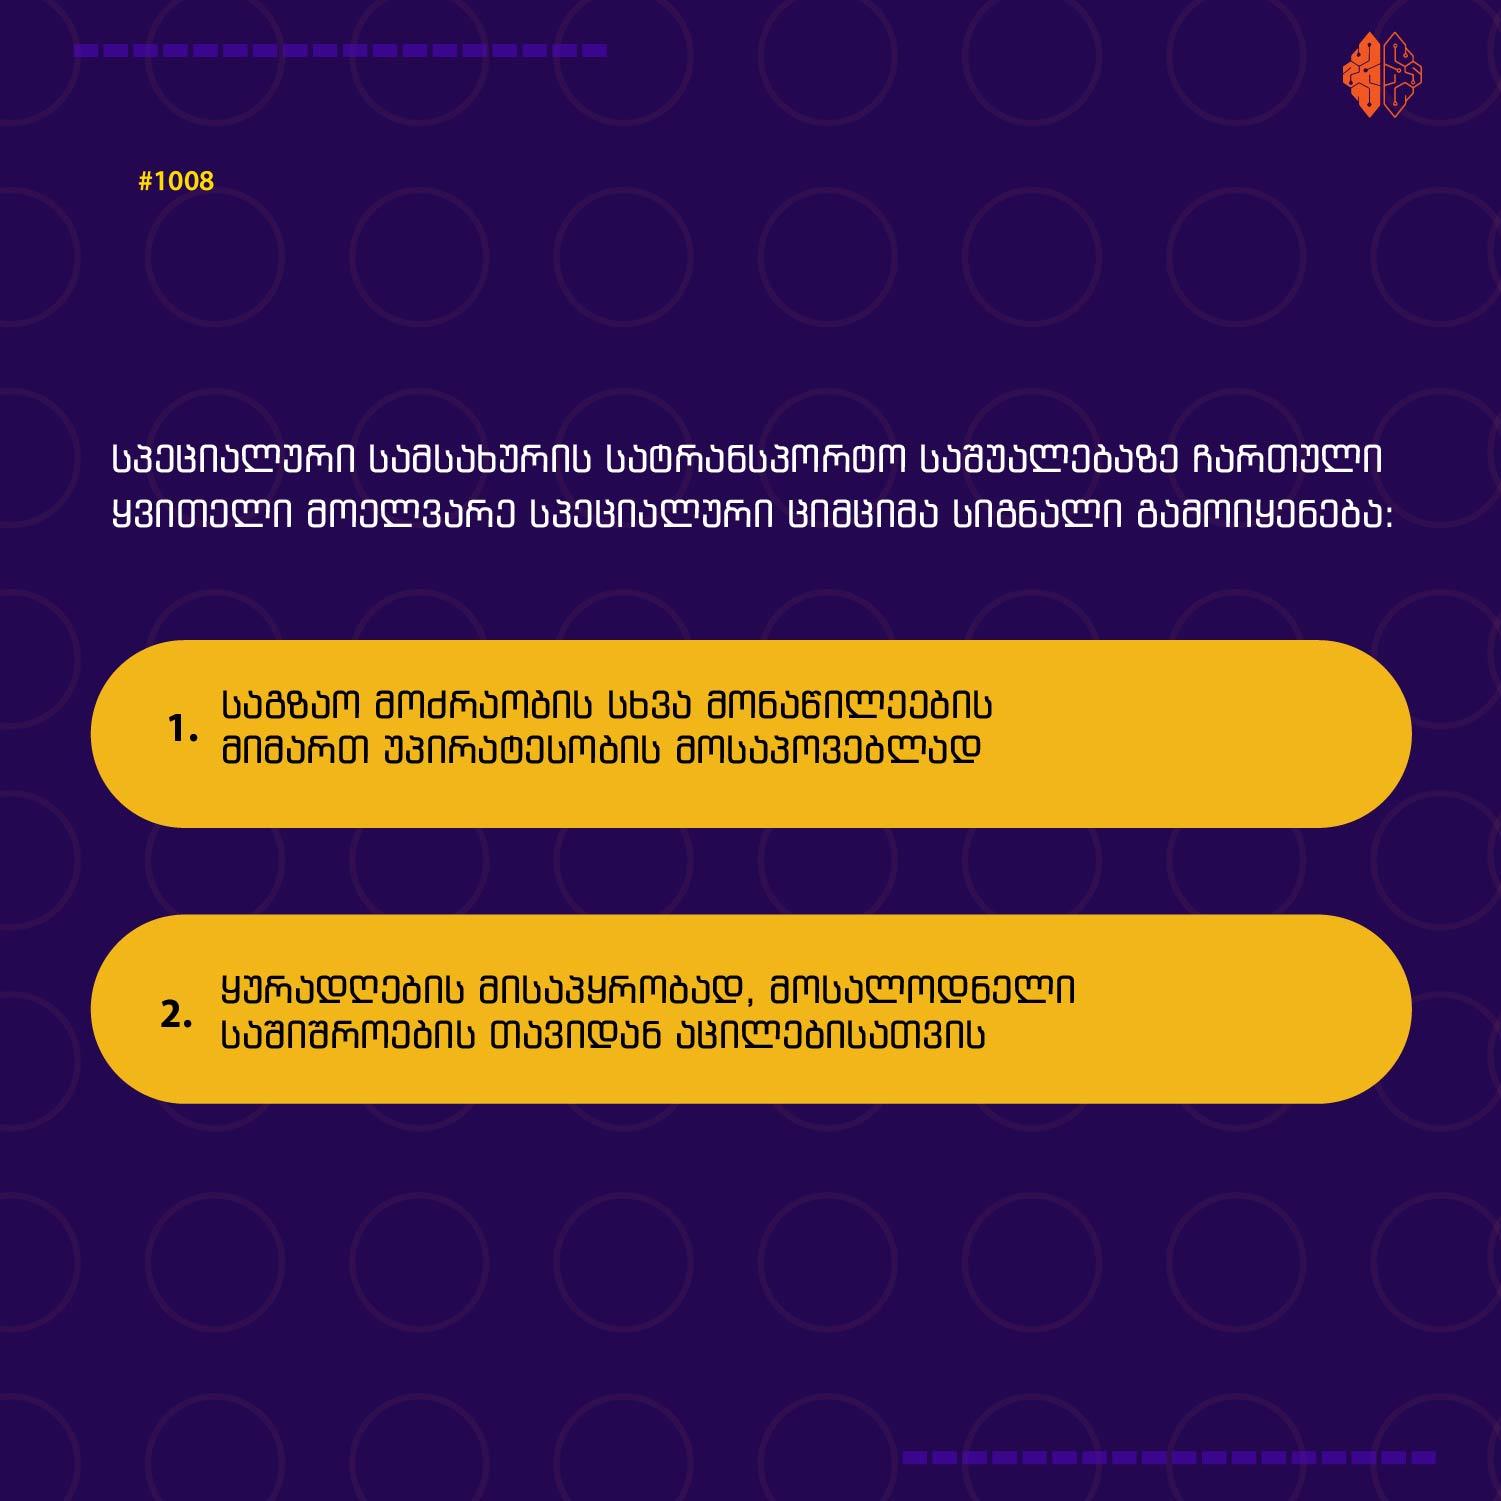 #1008
სპეციალური სამსახურის სატრანსპორტო საშუალებაზე ჩართული
ყვითელი მოელვარე სპეციალური ციმციმა სიგნალი გამოიყენება:
1. საგზაო მოძრაობის სხვა მონაწილეების
მიმართ უპირატესობის მოსაპოვებლად
2. ყურადღების მისაპყრობად, მოსალოდნელი
საშიშროების თავიდან აცილებისათვის